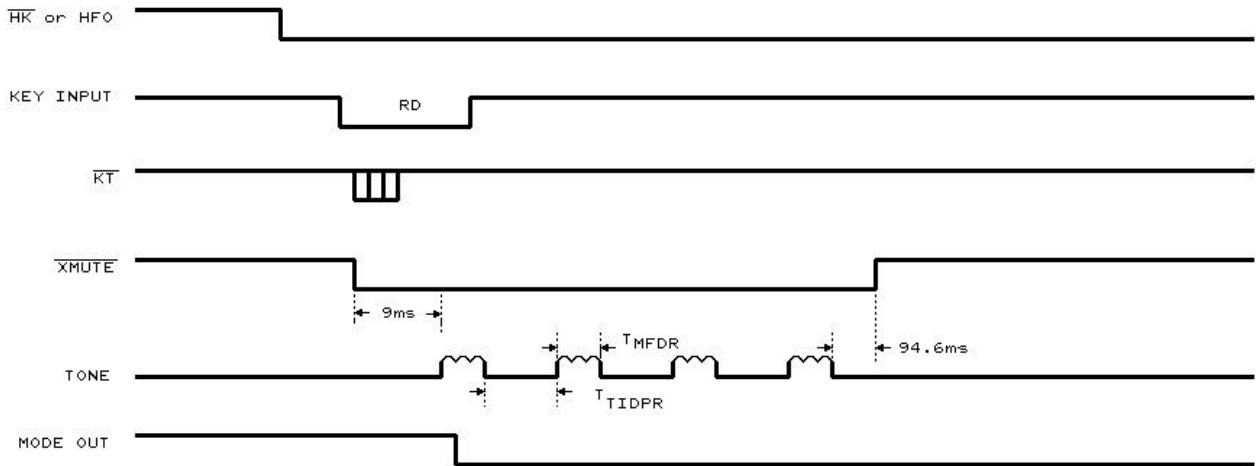 HK or HFO
KEY INPUT
RD
KT
XMUTE
9ms
TMFDR
94.6ms
TONE
TTIDPR
MODE OUT